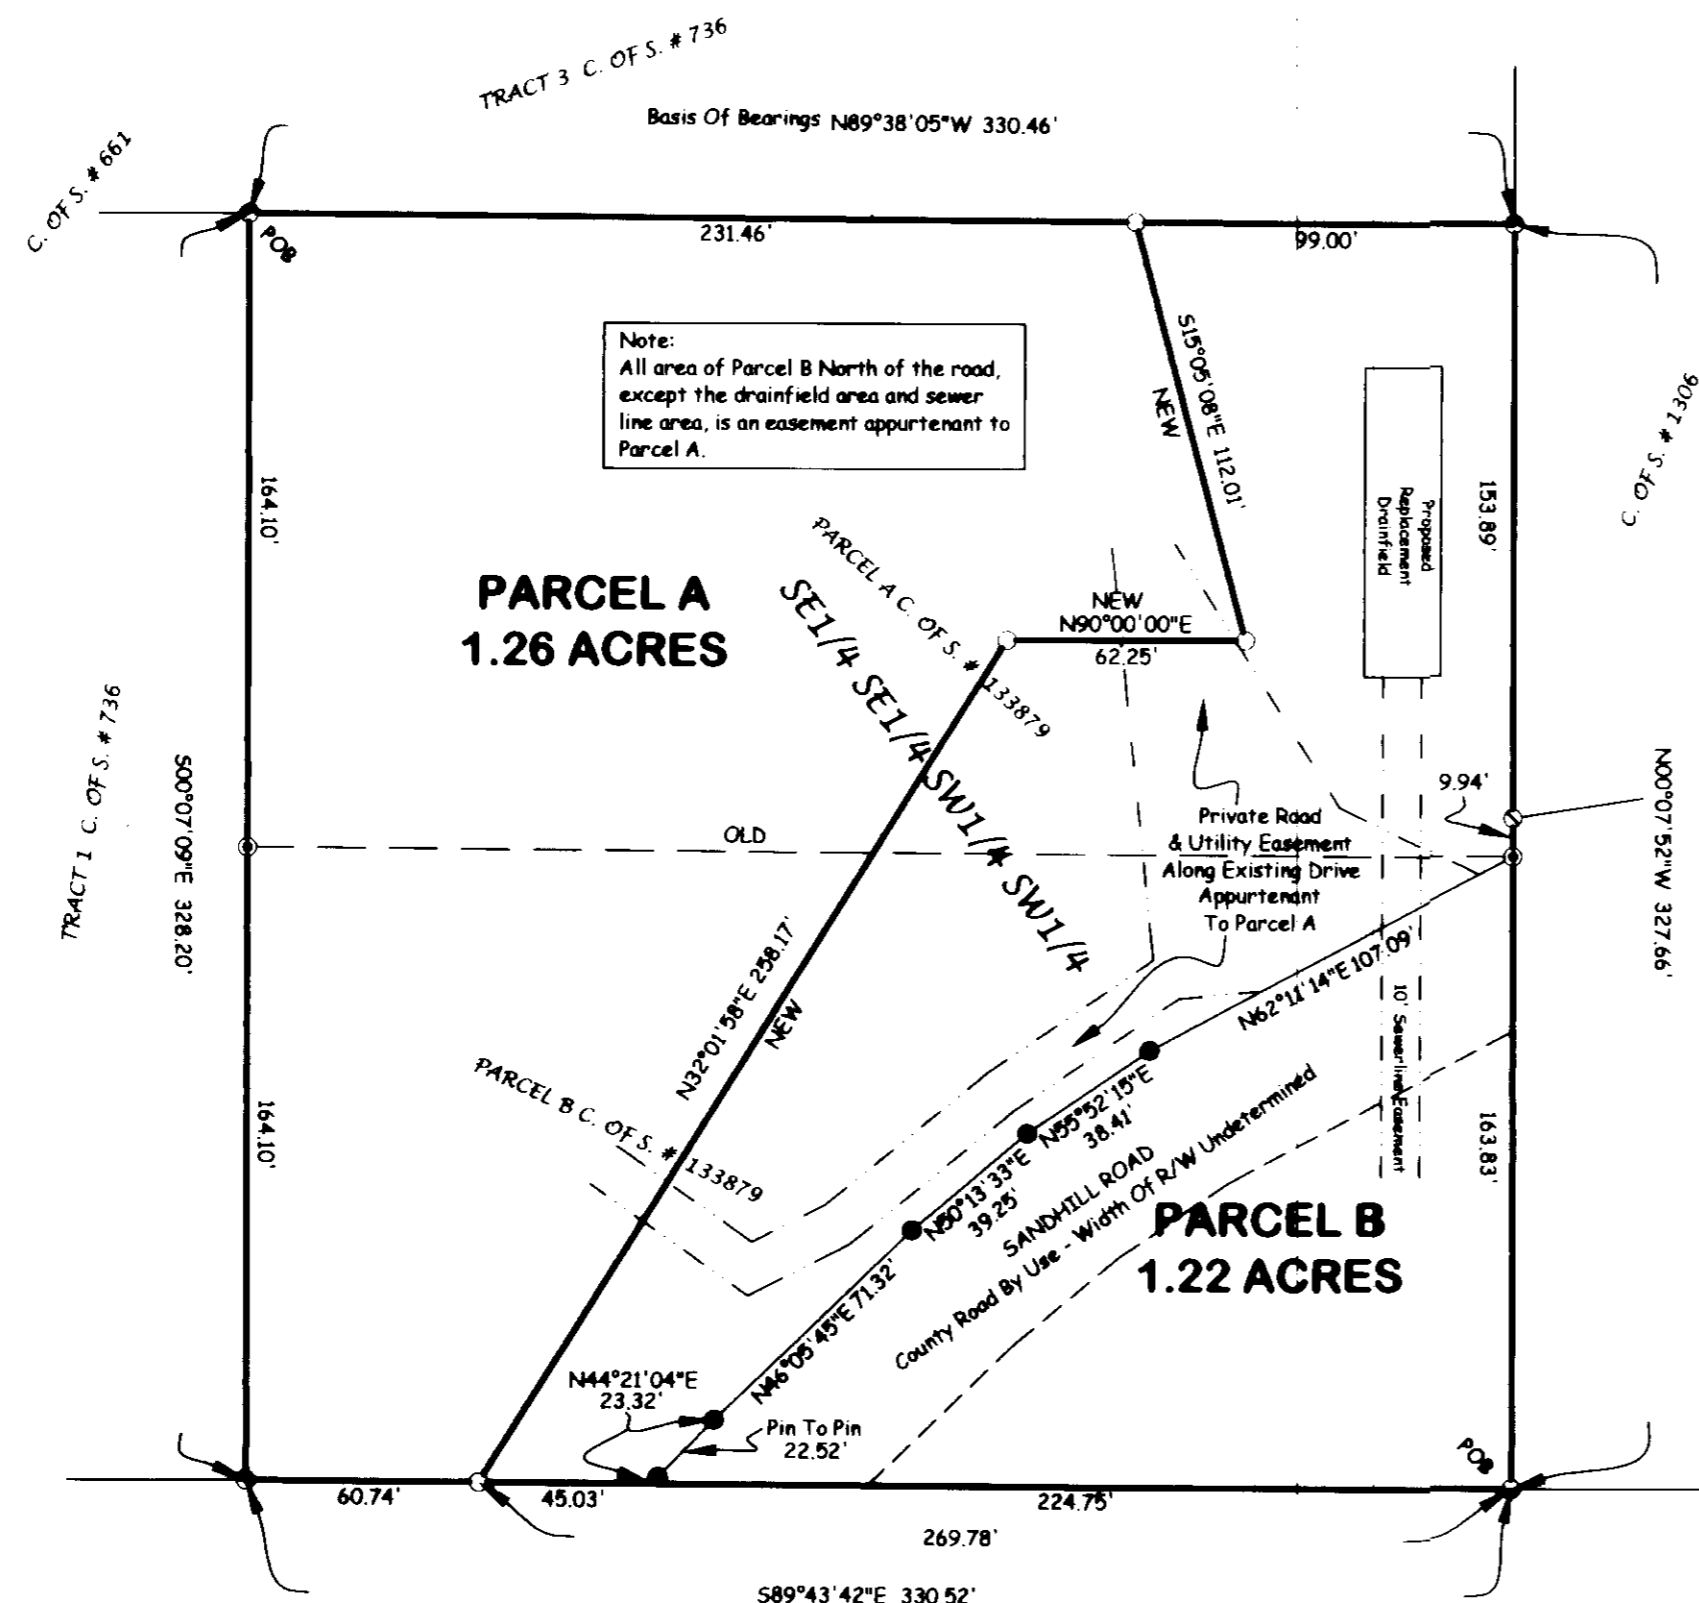 TRACT 3 C. OF S. # 736
Basis Of Bearings N89°38'05"W 330.46'
C. OF S. # 661
POB
231.46'
99.00'
Note:
All area of Parcel B North of the road,
except the drainfield area and sewer
line area, is an easement appurtenant to
Parcel A.
S15°05'08"E 112.01'
NEW
C. OF S. # 1306
164.10'
Proposed
Replacement
Drainfield
153.89'
PARCEL A
1.26 ACRES
PARCEL A C. OF S. # 133879
SE1/4 SE1/4 SW1/4 SW1/4
NEW
N90°00'00"E
62.25'
TRACT 1 C. OF S. # 736
S00°07'09"E 328.20'
OLD
9.94'
N00°07'52"W 327.66'
Private Road
& Utility Easement
Along Existing Drive
Appurtenant
To Parcel A
N32°01'58"E 258.17'
NEW
N62°11'14"E 107.09'
10' Sewerline Easement
PARCEL B C. OF S. # 133879
164.10'
N55°52'15"E
38.41'
163.83'
N50°13'33"E
39.25'
SANDHILL ROAD
County Road By Use - Width Of R/W Undetermined
PARCEL B
1.22 ACRES
N46°05'45"E 71.32'
N44°21'04"E
23.32'
Pin To Pin
22.52'
POB
60.74'
45.03'
224.75'
269.78'
S89°43'42"E 330.52'